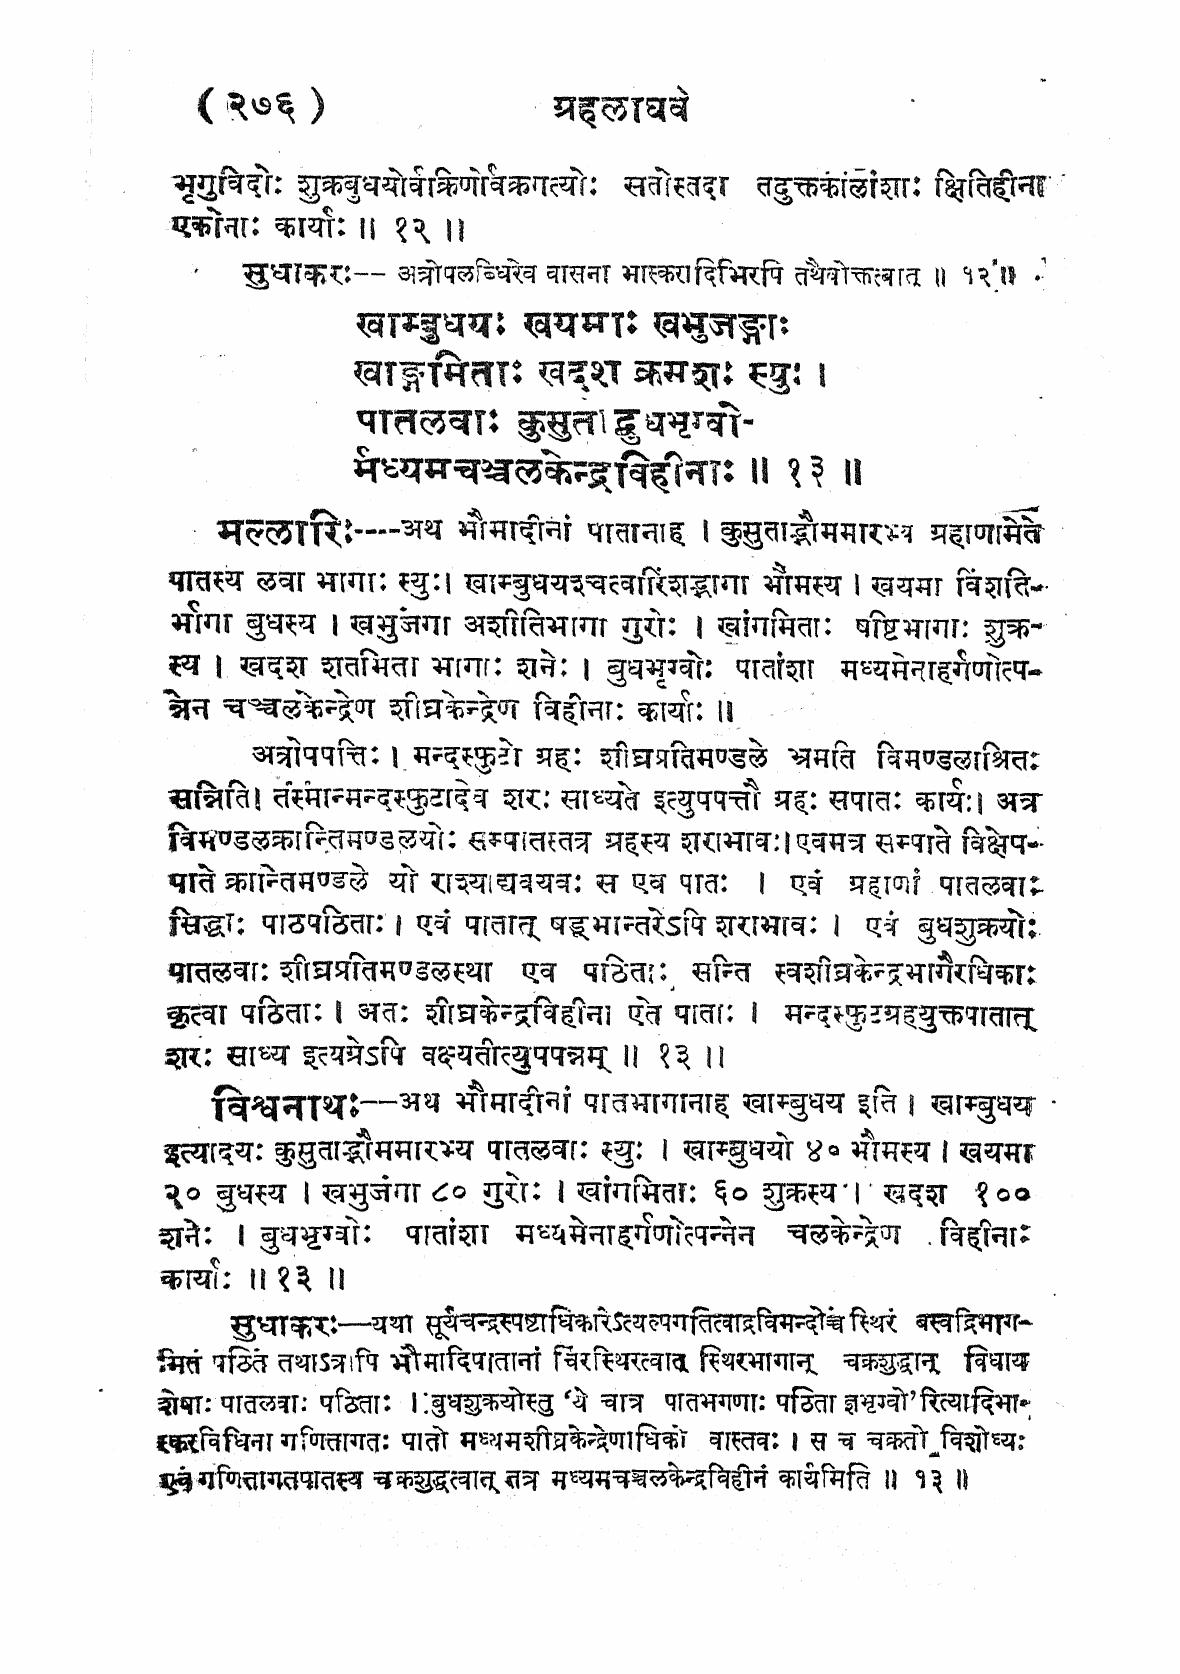 ( २७६ ) ग्रहलाघवे
भृगुविदोः शुक्रबुधयोर्वक्रिणोर्वक्रगत्योः सतोस्तदा तदुक्तकालांशाः क्षितिहीना
एकोनाः कार्याः ॥ १२ ॥
सुधाकरः-- अत्रोपलब्धिरेव वासना भास्करादिभिरपि तथैवोक्तत्वात् ॥ १२ ॥
खाम्बुधयः खयमाः खभुजङ्गाः
खाङ्गमिताः खदश क्रमशः स्युः ।
पातलवाः कुसुताद्बुधभृग्वो-
र्मध्यमचञ्चलकेन्द्रविहीनाः ॥ १३ ॥
मल्लारिः----अथ भौमादीनां पातानाह । कुसुताद्भौममारभ्य ग्रहाणामेते
पातस्य लवा भागाः स्युः। खाम्बुधयश्चत्वारिंशद्भागा भौमस्य । खयमा विंशति-
र्भागा बुधस्य । खभुजंगा अशीतिभागा गुरोः । खांगमिताः षष्टिभागाः शुक्र-
स्य । खदश शतमिता भागाः शनेः । बुधभृग्वोः पातांशा मध्यमेनाहर्गणोत्प-
न्नेन चञ्चलकेन्द्रेण शीघ्रकेन्द्रेण विहीनाः कार्याः ॥
अत्रोपपत्तिः । मन्दस्फुटो ग्रहः शीघ्रप्रतिमण्डले भ्रमति विमण्डलाश्रितः
सन्निति। तस्मान्मन्दस्फुटादेव शरः साध्यते इत्युपपत्तौ ग्रहः सपातः कार्यः। अत्र
विमण्डलक्रान्तिमण्डलयोः सम्पातस्तत्र ग्रहस्य शराभावः। एवमत्र सम्पाते विक्षेप-
पाते क्रान्तिमण्डले यो राश्याद्यवयवः स एव पातः । एवं ग्रहाणां पातलवाः
सिद्धाः पाठपठिताः । एवं पातात् षड्भान्तरेऽपि शराभावः । एवं बुधशुक्रयोः
पातलवाः शीघ्रप्रतिमण्डलस्था एव पठिताः सन्ति स्वशीघ्रकेन्द्रभागैरधिकाः
कृत्वा पठिताः । अतः शीघ्रकेन्द्रविहीना ऐते पाताः । मन्दस्फुटग्रहयुक्तपातात्
शरः साध्य इत्यग्रेऽपि वक्ष्यतीत्युपपन्नम् ॥ १३ ॥
विश्वनाथः--अथ भौमादीनां पातभागानाह खाम्बुधय इति । खाम्बुधय
इत्यादयः कुसुताद्भौममारभ्य पातलवाः स्युः । खाम्बुधयो ४० भौमस्य । खयमा
२० बुधस्य । खभुजंगा ८० गुरोः । खांगमिताः ६० शुक्रस्य । खदश १००
शनेः । बुधभृग्वोः पातांशा मध्यमेनाहर्गणोत्पन्नेन चलकेन्द्रेण विहीनाः
कार्याः ॥ १३ ॥
सुधाकरः--यथा सूर्यचन्द्रस्पष्टाधिकारेऽत्यल्पगतित्वाद्रविमन्दोच्चं स्थिरं वस्वद्रिभाग-
मितं पठितं तथाऽत्रापि भौमादिपातानां चिरस्थिरत्वात् स्थिरभागान् चक्रशुद्धान् विधाय
शेषाः पातलवाः पठिताः । बुधशुक्रयोस्तु ‘ये चात्र पातभगणाः पठिता ज्ञभृग्वो’रित्यादिभा-
स्करविधिना गणितागतः पातो मध्यमशीघ्रकेन्द्रेणाधिको वास्तवः । स च चक्रतो विशोध्यः
एवं गणितागतपातस्य चक्रशुद्धत्वात् तत्र मध्यमचञ्चलकेन्द्रविहीनं कार्यमिति ॥ १३ ॥